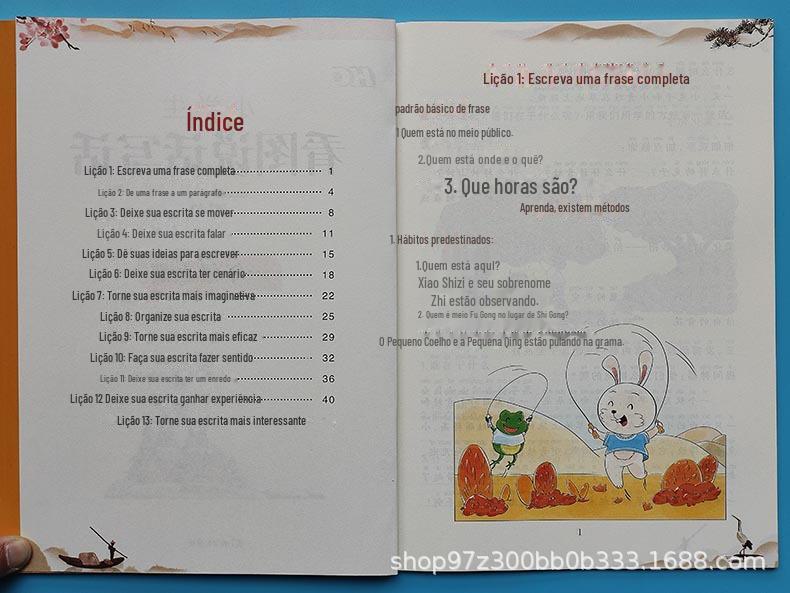 Índice
Lição 1: Escreva uma frase completa 1
Lição 2: De uma frase a um parágrafo 4
Lição 3: Deixe sua escrita se mover 8
Lição 4: Deixe sua escrita falar 11
Lição 5: Dê suas ideias para escrever 15
Lição 6: Deixe sua escrita ter cenário 18
Lição 7: Torne sua escrita mais imaginativa 22
Lição 8: Organize sua escrita 25
Lição 9: Torne sua escrita mais eficaz 29
Lição 10: Faça sua escrita fazer sentido 32
Lição 11: Deixe sua escrita ter um enredo 36
Lição 12 Deixe sua escrita ganhar experiência 40
Lição 13: Torne sua escrita mais interessante
Lição 1: Escreva uma frase completa
padrão básico de frase
1 Quem está no meio público.
2.Quem está onde e o quê?
3. Que horas são?
Aprenda, existem métodos
1. Hábitos predestinados:
1.Quem está aqui?
Xiao Shizi e seu sobrenome
Zhi estão observando.
2. Quem é meio Fu Gong no lugar de Shi Gong?
O Pequeno Coelho e a Pequena Qing estão pulando na grama.
1
shop97z300bb0b333.1688.com